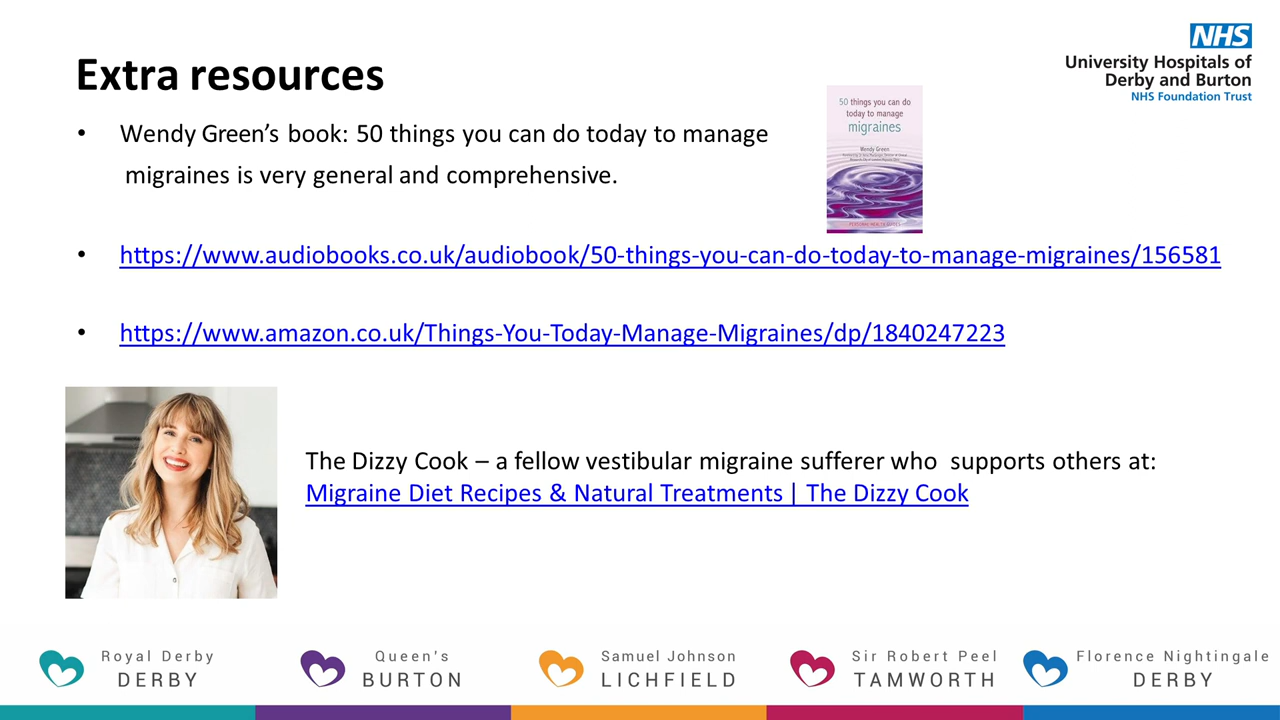 NHS
University Hospitals of
Derby and Burton
NHS Foundation Trust
Extra resources
• Wendy Green’s book: 50 things you can do today to manage
migraines is very general and comprehensive.
50 things you can do
today to manage
migraines
Wendy Green
• https://www.audiobooks.co.uk/audiobook/50-things-you-can-do-today-to-manage-migraines/156581
• https://www.amazon.co.uk/Things-You-Today-Manage-Migraines/dp/1840247223
The Dizzy Cook – a fellow vestibular migraine sufferer who  supports others at:
Migraine Diet Recipes & Natural Treatments | The Dizzy Cook
Royal Derby
DERBY
Queen's
BURTON
Samuel Johnson
LICHFIELD
Sir Robert Peel
TAMWORTH
Florence Nightingale
DERBY